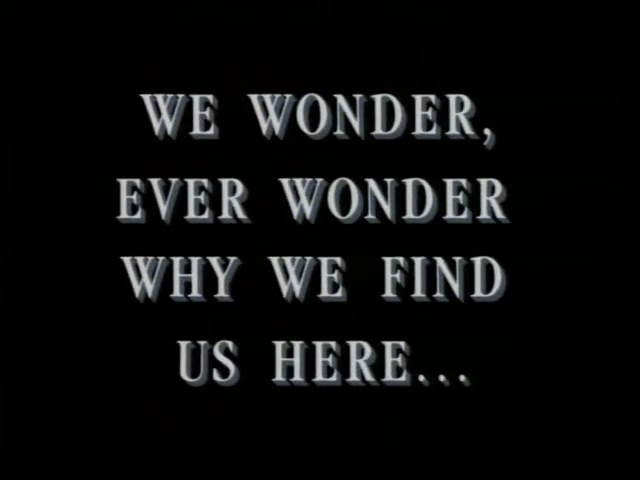 WE WONDER,
EVER WONDER
WHY WE FIND
US HERE...